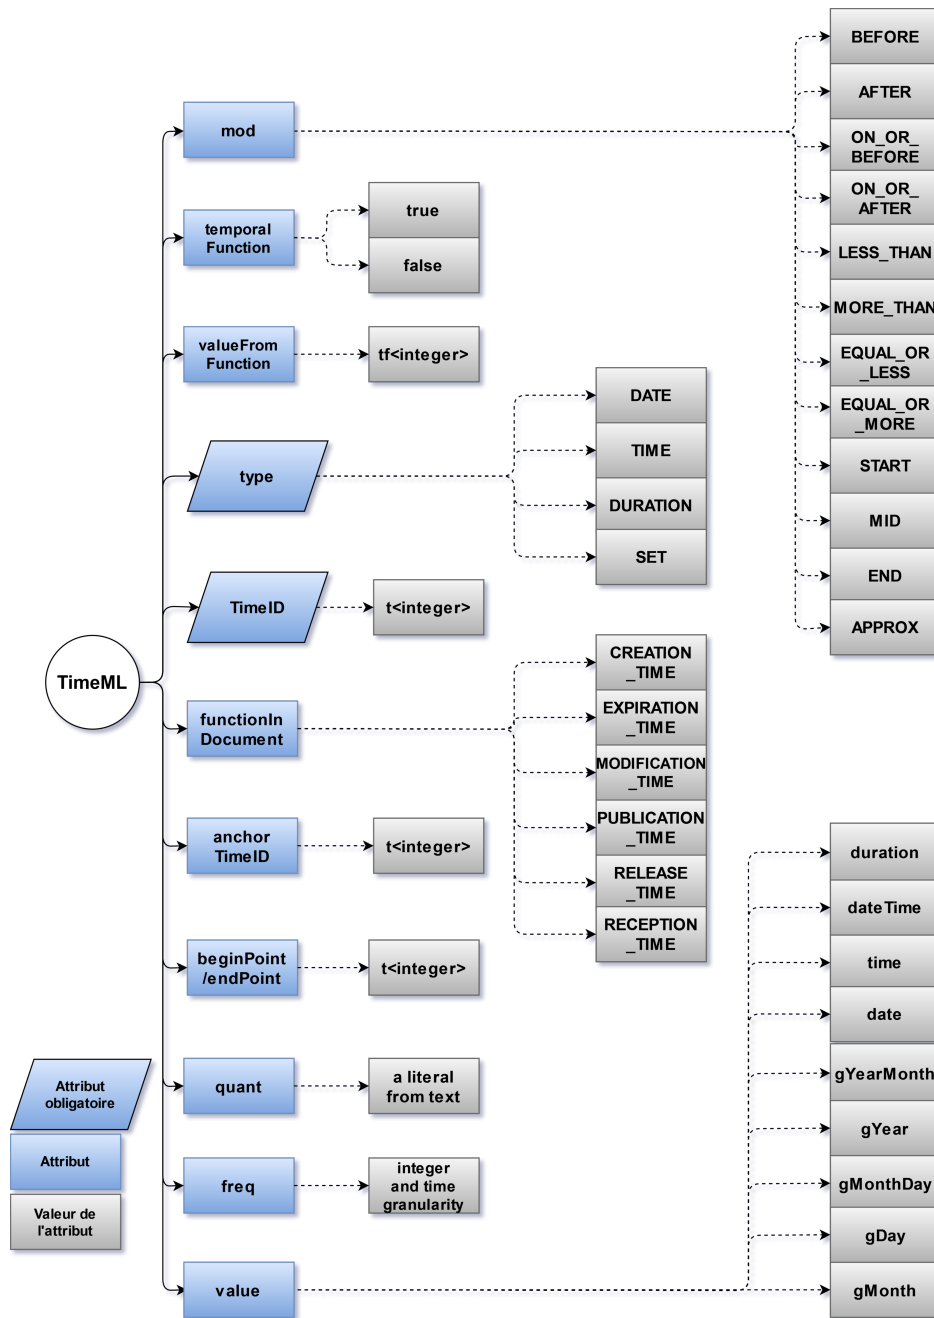 BEFORE
AFTER
ON_OR_
BEFORE
ON_OR_
AFTER
LESS_THAN
MORE_THAN
EQUAL_OR
_LESS
EQUAL_OR
_MORE
START
MID
END
APPROX
mod
temporal
Function
true
false
valueFrom
Function
tf<integer>
type
DATE
TIME
DURATION
SET
TimeID
t<integer>
TimeML
functionIn
Document
CREATION
_TIME
EXPIRATION
_TIME
MODIFICATION
_TIME
PUBLICATION
_TIME
RELEASE
_TIME
RECEPTION
_TIME
anchor
TimeID
t<integer>
beginPoint
/endPoint
t<integer>
quant
a literal
from text
freq
integer
and time
granularity
value
duration
dateTime
time
date
gYearMonth
gYear
gMonthDay
gDay
gMonth
Attribut
obligatoire
Attribut
Valeur de
l'attribut